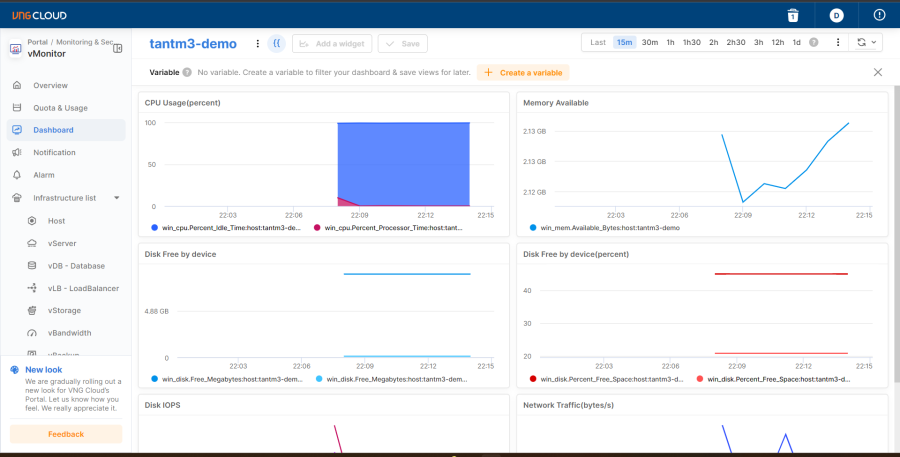 VNG CLOUD
1
D
Portal / Monitoring & Sec
vMonitor
Overview
Quota & Usage
Dashboard
Notification
Alarm
Infrastructure list
Host
vServer
vDB - Database
vLB - LoadBalancer
vStorage
vBandwidth
vBackup
New look
We are gradually rolling out a
new look for VNG Cloud's
Portal. Let us know how you
feel. We really appreciate it.
Feedback
tantm3-demo
Add a widget
Save
Last 15m 30m 1h 1h30 2h 2h30 3h 12h 1d ?
Variable ? No variable. Create a variable to filter your dashboard & save views for later. + Create a variable
CPU Usage(percent)
100
50
0
22:03 22:06 22:09 22:12 22:15
win_cpu.Percent_Idle_Time:host:tantm3-de... win_cpu.Percent_Processor_Time:host:tant...
Memory Available
2.13 GB
2.13 GB
2.12 GB
22:03 22:06 22:09 22:12 22:15
win_mem.Available_Bytes:host:tantm3-demo
Disk Free by device
4.88 GB
0
22:03 22:06 22:09 22:12 22:15
win_disk.Free_Megabytes:host:tantm3-dem... win_disk.Free_Megabytes:host:tantm3-dem...
Disk Free by device(percent)
40
30
20
22:03 22:06 22:09 22:12 22:15
win_disk.Percent_Free_Space:host:tantm3-d... win_disk.Percent_Free_Space:host:tantm3-d...
Disk IOPS
Network Traffic(bytes/s)